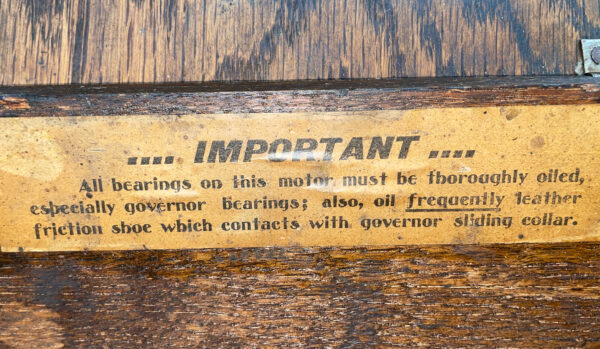 .... IMPORTANT ....
All bearings on this motor must be thoroughly oiled,
especially governor bearings; also, oil frequently leather
friction shoe which contacts with governor sliding collar.